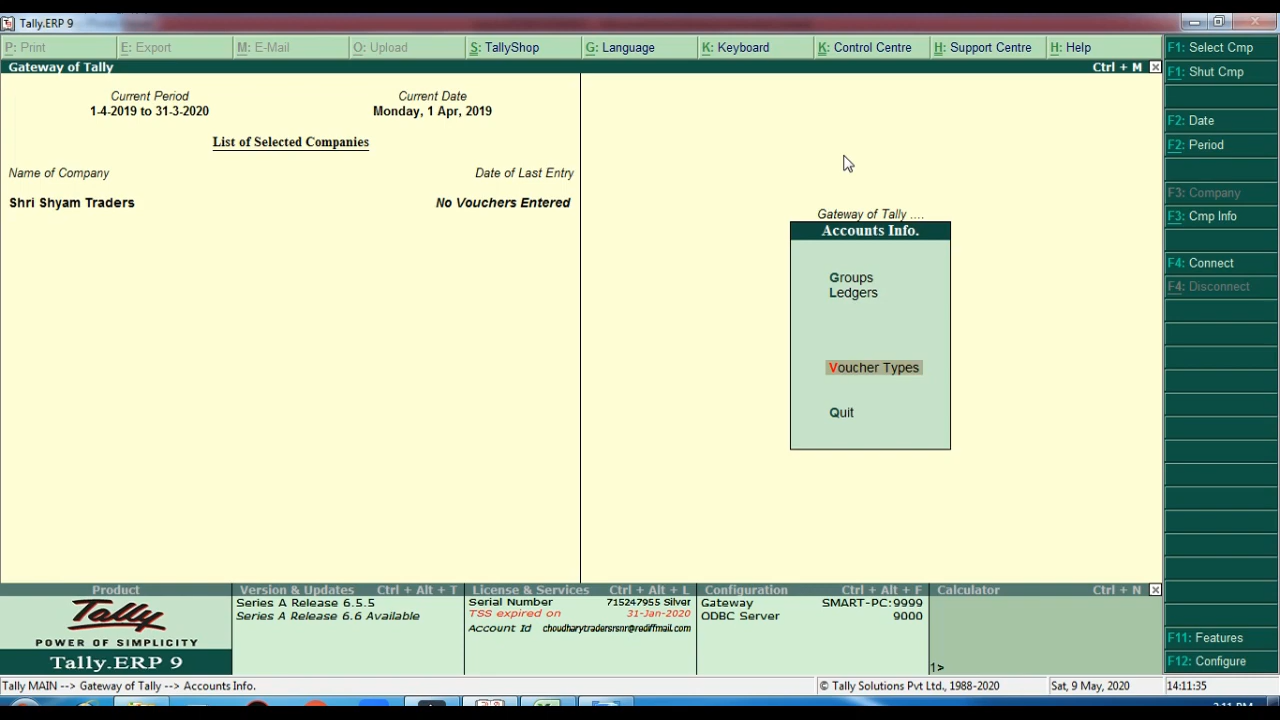 Tally.ERP 9
P: Print E: Export M: E-Mail O: Upload S: TallyShop G: Language K: Keyboard K: Control Centre H: Support Centre H: Help
Gateway of Tally Ctrl + M
Current Period Current Date
1-4-2019 to 31-3-2020 Monday, 1 Apr, 2019
List of Selected Companies
Name of Company Date of Last Entry
Shri Shyam Traders No Vouchers Entered
Gateway of Tally ....
Accounts Info.
Groups
Ledgers
Voucher Types
Quit
F1: Select Cmp
F1: Shut Cmp
F2: Date
F2: Period
F3: Company
F3: Cmp Info
F4: Connect
F4: Disconnect
F11: Features
F12: Configure
Product
Tally
POWER OF SIMPLICITY
Tally.ERP 9
Version & Updates Ctrl + Alt + T
Series A Release 6.5.5
Series A Release 6.6 Available
License & Services Ctrl + Alt + L
Serial Number 715247955 Silver
TSS expired on 31-Jan-2020
Account Id choudharytradersrsnr@rediffmail.com
Configuration Ctrl + Alt + F
Gateway SMART-PC:9999
ODBC Server 9000
Calculator Ctrl + N
1>
Tally MAIN --> Gateway of Tally --> Accounts Info. © Tally Solutions Pvt Ltd., 1988-2020 Sat, 9 May, 2020 14:11:35